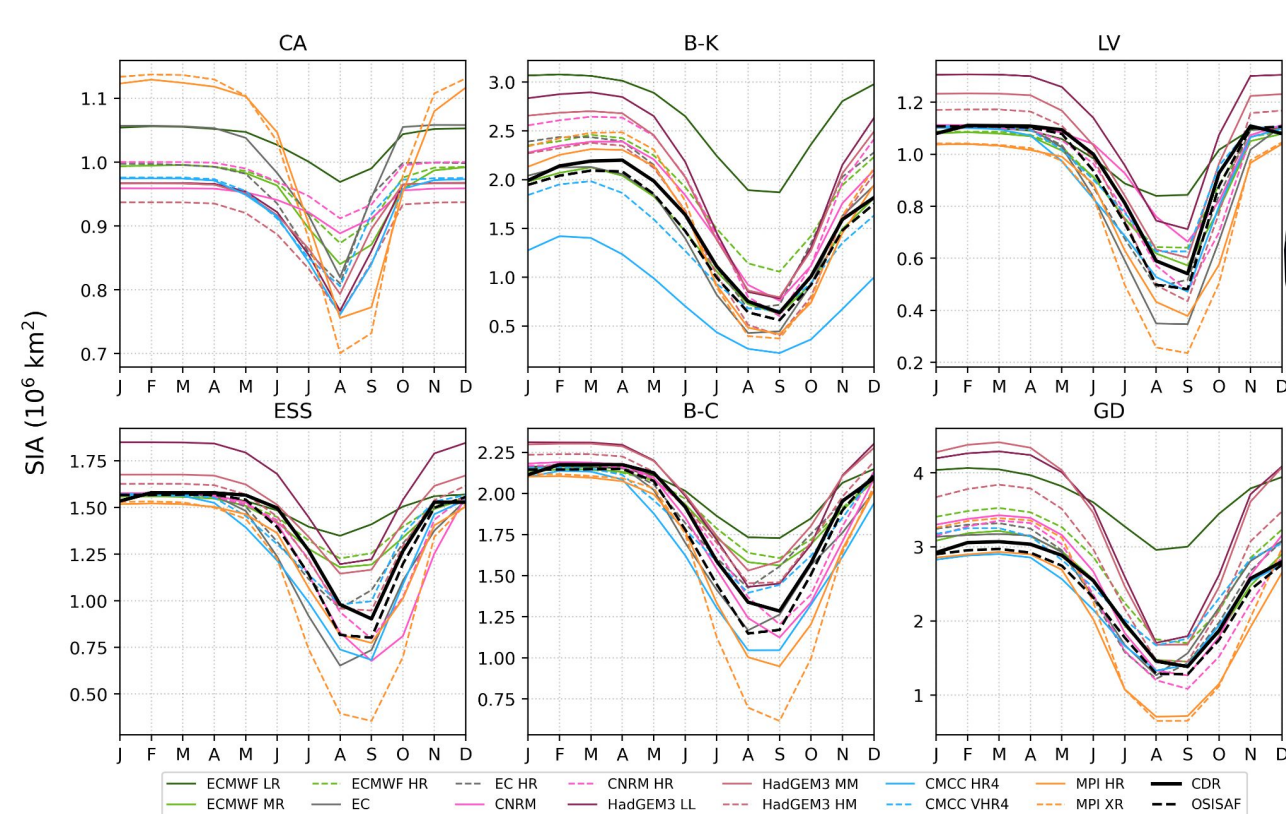 CA
B-K
LV
1.1
1.0
0.9
0.8
0.7
3.0
2.5
2.0
1.5
1.0
0.5
1.2
1.0
0.8
0.6
0.4
0.2
J F M A M J J A S O N D
J F M A M J J A S O N D
J F M A M J J A S O N D
SIA (10⁶ km²)
ESS
B-C
GD
1.75
1.50
1.25
1.00
0.75
0.50
2.25
2.00
1.75
1.50
1.25
1.00
0.75
4
3
2
1
J F M A M J J A S O N D
J F M A M J J A S O N D
J F M A M J J A S O N D
ECMWF LR ECMWF HR EC HR CNRM HR HadGEM3 MM CMCC HR4 MPI HR CDR
ECMWF MR EC CNRM HadGEM3 LL HadGEM3 HM CMCC VHR4 MPI XR OSISAF